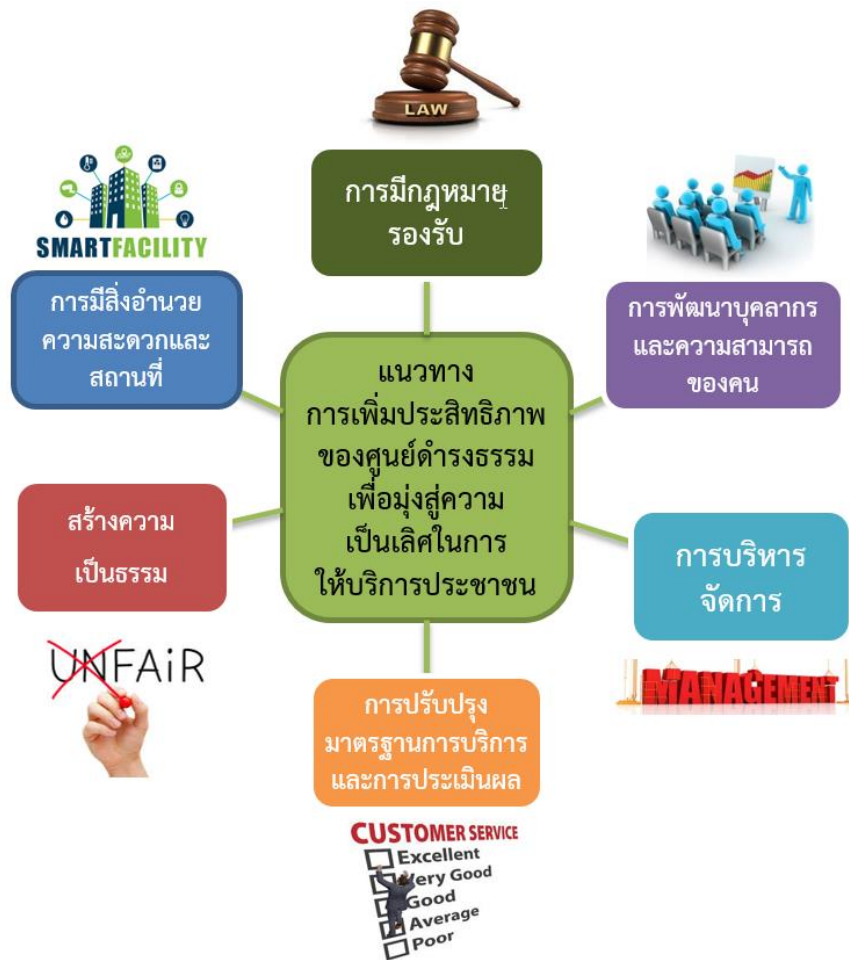 LAW
การมีกฎหมาย
รองรับ
SMARTFACILITY
การมีสิ่งอำนวย
ความสะดวกและ
สถานที่
การพัฒนาบุคลากร
และความสามารถ
ของคน
แนวทาง
การเพิ่มประสิทธิภาพ
ของศูนย์ดำรงธรรม
เพื่อมุ่งสู่ความ
เป็นเลิศในการ
ให้บริการประชาชน
สร้างความ
เป็นธรรม
การบริหาร
จัดการ
UNFAiR
MANAGEMENT
การปรับปรุง
มาตรฐานการบริการ
และการประเมินผล
CUSTOMER SERVICE
Excellent
Very Good
Good
Average
Poor